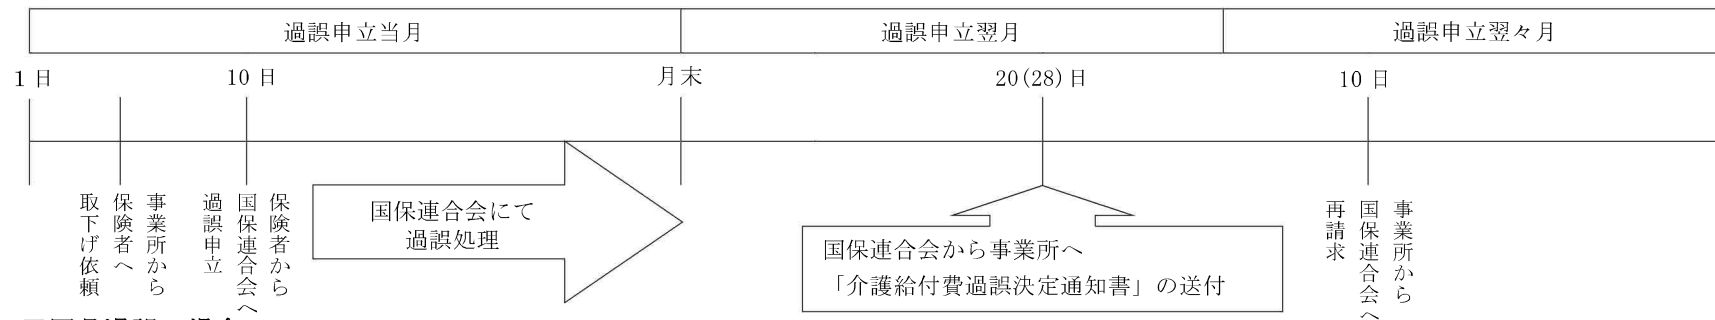 過誤申立当月
過誤申立翌月
過誤申立翌々月
1日
10日
月末
20(28)日
10日
事業所から
保険者へ
取下げ依頼
保険者から
国保連合会へ
過誤申立
国保連合会にて
過誤処理
国保連合会から事業所へ
「介護給付費過誤決定通知書」の送付
事業所から
国保連合会へ
再請求